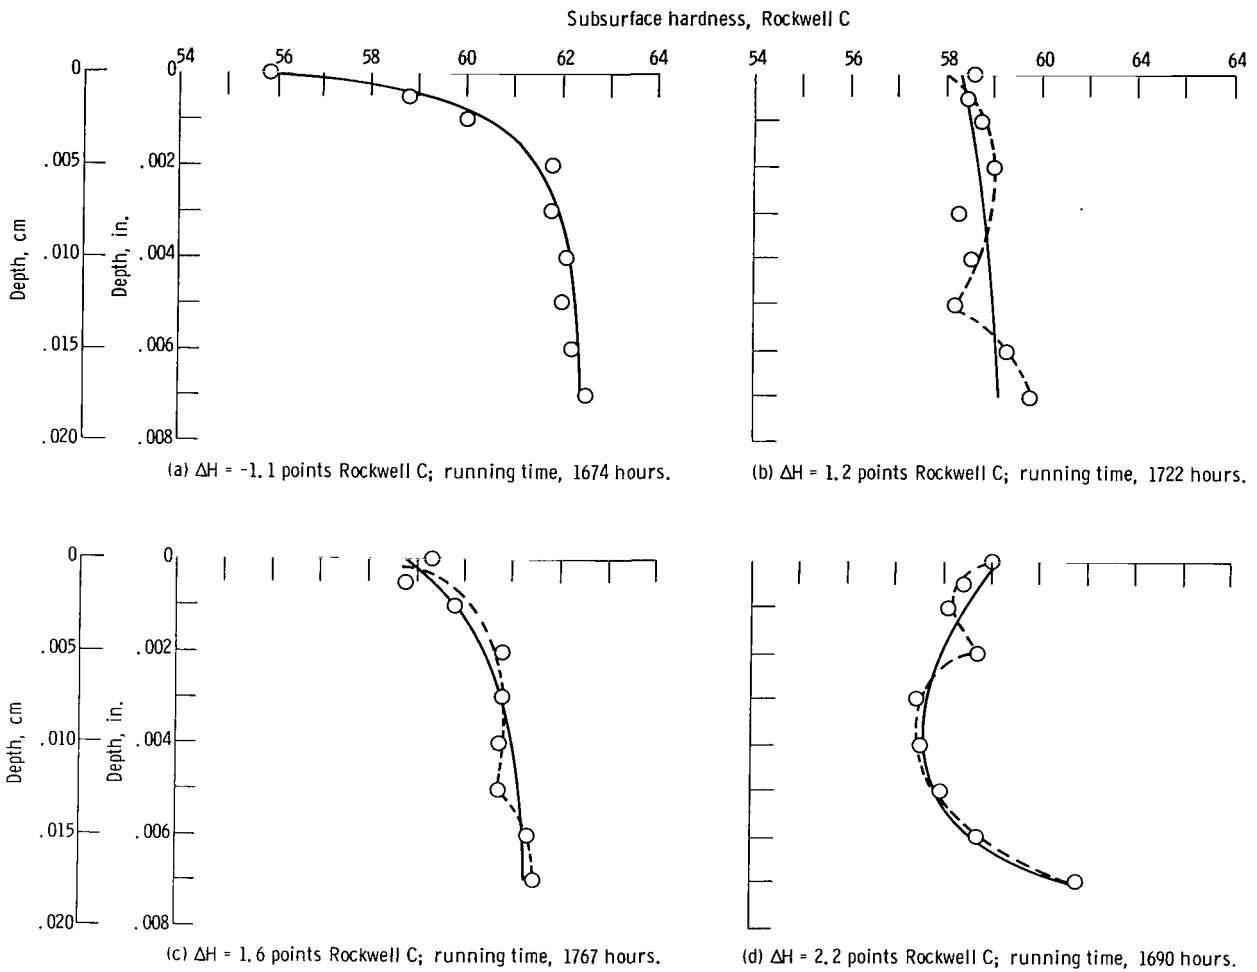 Subsurface hardness, Rockwell C
54 56 58 60 62 64
54 56 58 60 62 64
0 0
.005 .002
.010 .004
.015 .006
.020 .008
Depth, cm
Depth, in.
(a) ΔH = -1.1 points Rockwell C; running time, 1674 hours.
(b) ΔH = 1.2 points Rockwell C; running time, 1722 hours.
0 0
.005 .002
.010 .004
.015 .006
.020 .008
Depth, cm
Depth, in.
(c) ΔH = 1.6 points Rockwell C; running time, 1767 hours.
(d) ΔH = 2.2 points Rockwell C; running time, 1690 hours.